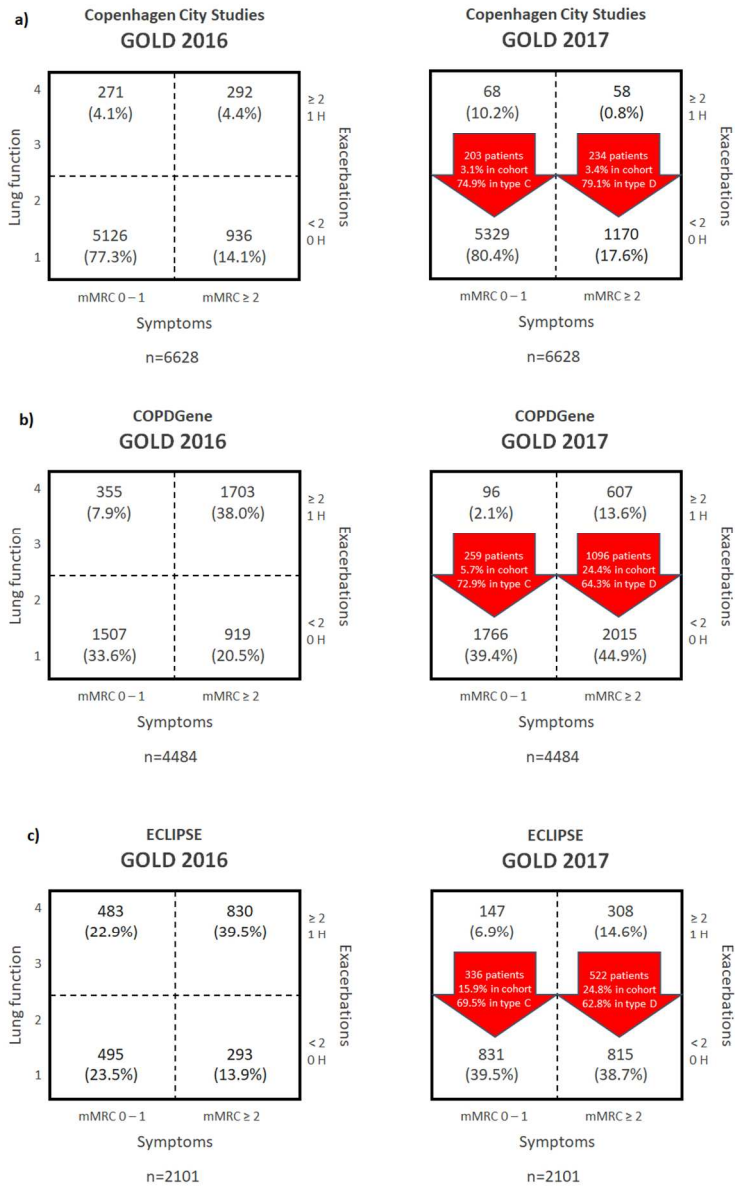 a)
Copenhagen City Studies
GOLD 2016
Lung function
4
3
2
1
271
(4.1%)
292
(4.4%)
5126
(77.3%)
936
(14.1%)
≥ 2
1 H
< 2
0 H
Exacerbations
mMRC 0 – 1
mMRC ≥ 2
Symptoms
n=6628
Copenhagen City Studies
GOLD 2017
68
(10.2%)
58
(0.8%)
203 patients
3.1% in cohort
74.9% in type C
234 patients
3.4% in cohort
79.1% in type D
5329
(80.4%)
1170
(17.6%)
≥ 2
1 H
< 2
0 H
Exacerbations
mMRC 0 – 1
mMRC ≥ 2
Symptoms
n=6628
b)
COPDGene
GOLD 2016
Lung function
4
3
2
1
355
(7.9%)
1703
(38.0%)
1507
(33.6%)
919
(20.5%)
≥ 2
1 H
< 2
0 H
Exacerbations
mMRC 0 – 1
mMRC ≥ 2
Symptoms
n=4484
COPDGene
GOLD 2017
96
(2.1%)
607
(13.6%)
259 patients
5.7% in cohort
72.9% in type C
1096 patients
24.4% in cohort
64.3% in type D
1766
(39.4%)
2015
(44.9%)
≥ 2
1 H
< 2
0 H
Exacerbations
mMRC 0 – 1
mMRC ≥ 2
Symptoms
n=4484
c)
ECLIPSE
GOLD 2016
Lung function
4
3
2
1
483
(22.9%)
830
(39.5%)
495
(23.5%)
293
(13.9%)
≥ 2
1 H
< 2
0 H
Exacerbations
mMRC 0 – 1
mMRC ≥ 2
Symptoms
n=2101
ECLIPSE
GOLD 2017
147
(6.9%)
308
(14.6%)
336 patients
15.9% in cohort
69.5% in type C
522 patients
24.8% in cohort
62.8% in type D
831
(39.5%)
815
(38.7%)
≥ 2
1 H
< 2
0 H
Exacerbations
mMRC 0 – 1
mMRC ≥ 2
Symptoms
n=2101